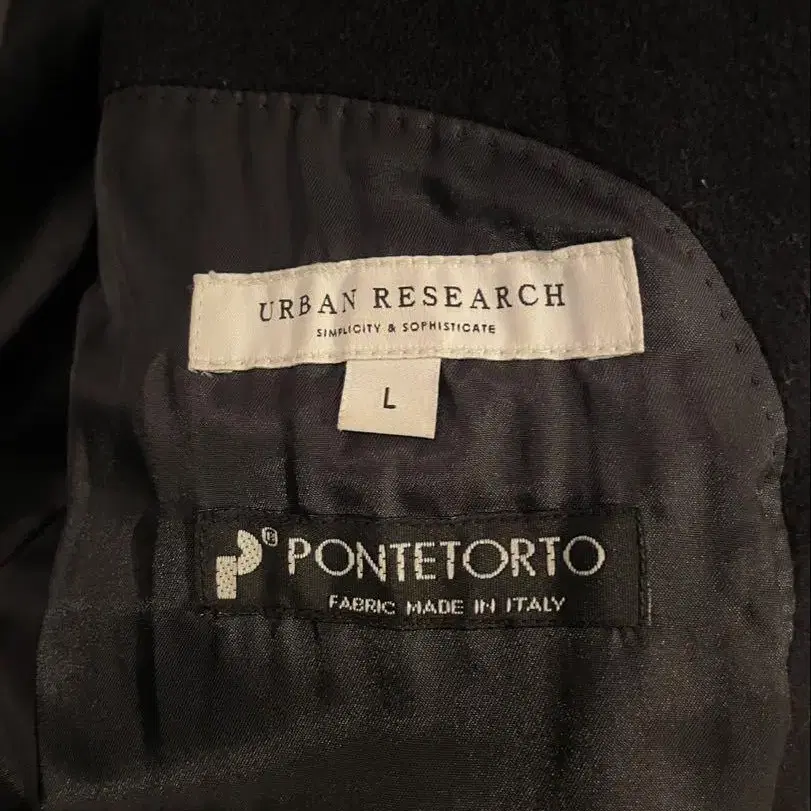 URBAN RESEARCH
SIMPLICITY & SOPHISTICATE
L
® PONTETORTO
FABRIC MADE IN ITALY